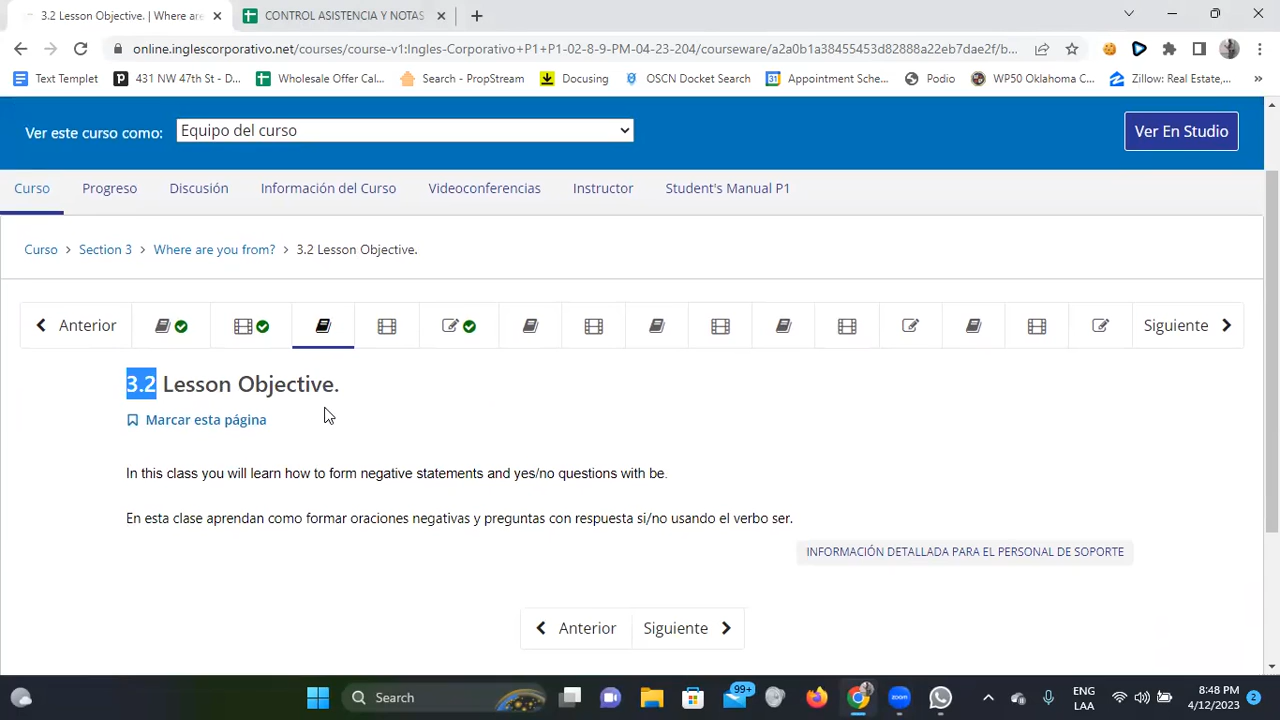 3.2 Lesson Objective. | Where are
CONTROL ASISTENCIA Y NOTAS
online.inglescorporativo.net/courses/course-v1:Ingles-Corporativo+P1+P1-02-8-9-PM-04-23-204/courseware/a2a0b1a38455453d82888a22eb7dae2f/b...
Text Templet
431 NW 47th St - D...
Wholesale Offer Cal...
Search - PropStream
Docusing
OSCN Docket Search
Appointment Sche...
Podio
WP50 Oklahoma C...
Zillow: Real Estate,...
»
Ver este curso como:
Equipo del curso
Ver En Studio
Curso
Progreso
Discusión
Información del Curso
Videoconferencias
Instructor
Student's Manual P1
Curso > Section 3 > Where are you from? > 3.2 Lesson Objective.
Anterior
Siguiente
3.2 Lesson Objective.
Marcar esta página
In this class you will learn how to form negative statements and yes/no questions with be.
En esta clase aprendan como formar oraciones negativas y preguntas con respuesta si/no usando el verbo ser.
INFORMACIÓN DETALLADA PARA EL PERSONAL DE SOPORTE
Anterior
Siguiente
Search
99+
ENG
LAA
8:48 PM
4/12/2023
2